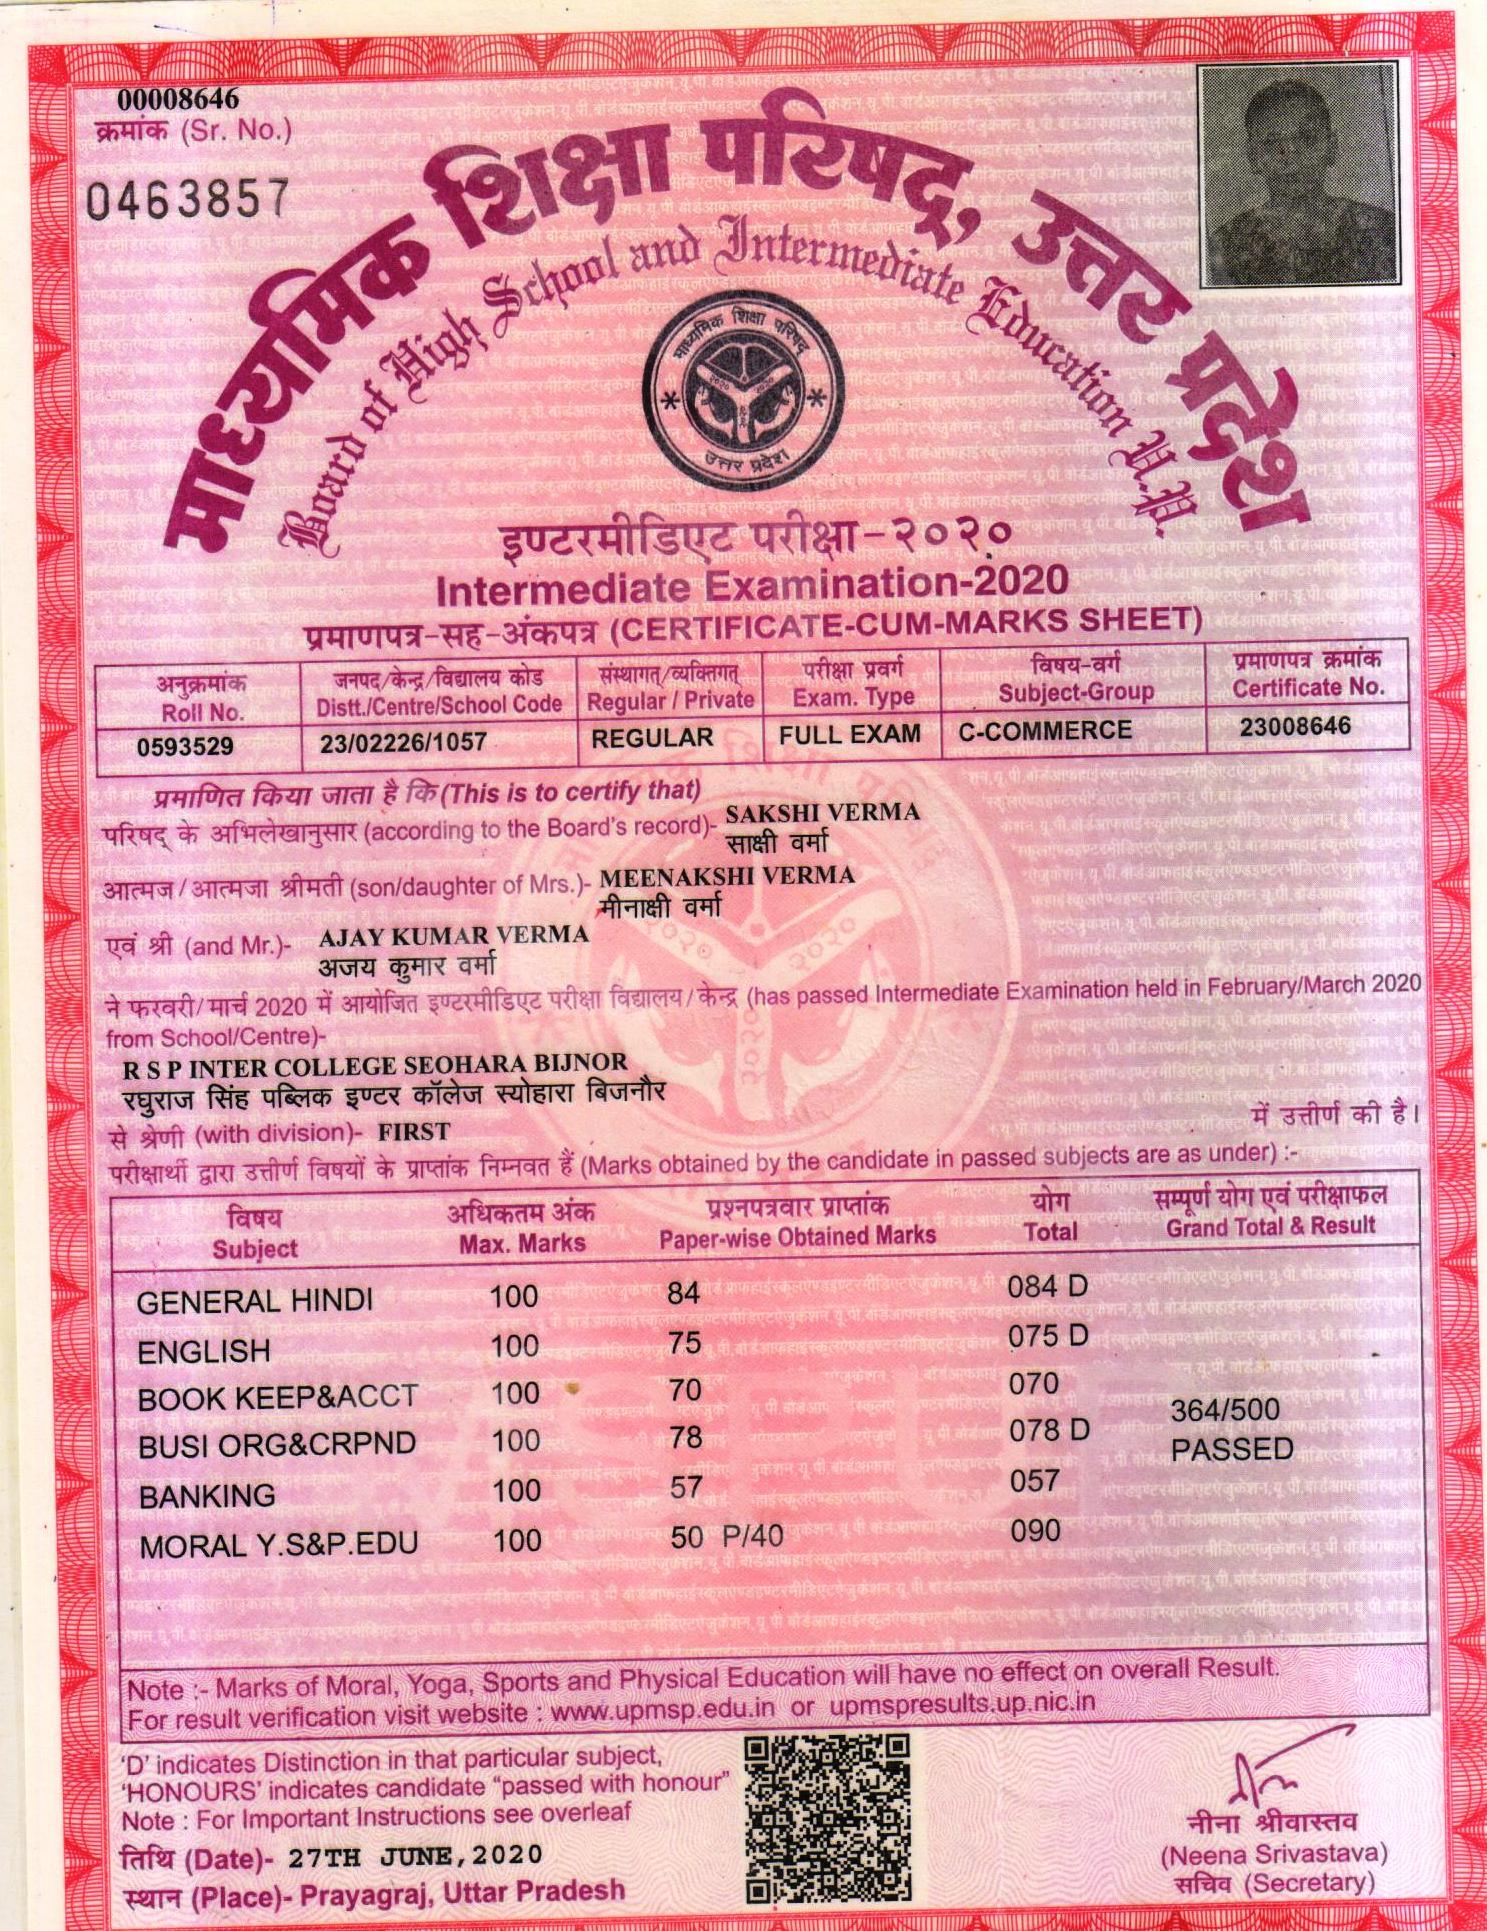 00008646
क्रमांक (Sr. No.)
0463857
माध्यमिक शिक्षा परिषद्, उत्तर प्रदेश
Board of High School and Intermediate Education U.P.
माध्यमिक शिक्षा परिषद्
उत्तर प्रदेश
इण्टरमीडिएट परीक्षा-२०२०
Intermediate Examination-2020
प्रमाणपत्र-सह-अंकपत्र (CERTIFICATE-CUM-MARKS SHEET)
अनुक्रमांक जनपद/केन्द्र/विद्यालय कोड संस्थागत्/व्यक्तिगत् परीक्षा प्रवर्ग विषय-वर्ग प्रमाणपत्र क्रमांक
Roll No. Distt./Centre/School Code Regular / Private Exam. Type Subject-Group Certificate No.
0593529 23/02226/1057 REGULAR FULL EXAM C-COMMERCE 23008646
प्रमाणित किया जाता है कि (This is to certify that)
परिषद् के अभिलेखानुसार (according to the Board's record)- SAKSHI VERMA
साक्षी वर्मा
आत्मज/आत्मजा श्रीमती (son/daughter of Mrs.)- MEENAKSHI VERMA
मीनाक्षी वर्मा
एवं श्री (and Mr.)- AJAY KUMAR VERMA
अजय कुमार वर्मा
ने फरवरी/मार्च 2020 में आयोजित इण्टरमीडिएट परीक्षा विद्यालय/केन्द्र (has passed Intermediate Examination held in February/March 2020
from School/Centre)-
R S P INTER COLLEGE SEOHARA BIJNOR
रघुराज सिंह पब्लिक इण्टर कॉलेज स्योहारा बिजनौर
से श्रेणी (with division)- FIRST में उत्तीर्ण की है।
परीक्षार्थी द्वारा उत्तीर्ण विषयों के प्राप्तांक निम्नवत हैं (Marks obtained by the candidate in passed subjects are as under) :-
विषय अधिकतम अंक प्रश्नपत्रवार प्राप्तांक योग सम्पूर्ण योग एवं परीक्षाफल
Subject Max. Marks Paper-wise Obtained Marks Total Grand Total & Result
GENERAL HINDI 100 84 084 D
ENGLISH 100 75 075 D
BOOK KEEP&ACCT 100 70 070
364/500
BUSI ORG&CRPND 100 78 078 D
PASSED
BANKING 100 57 057
MORAL Y.S&P.EDU 100 50 P/40 090
Note :- Marks of Moral, Yoga, Sports and Physical Education will have no effect on overall Result.
For result verification visit website : www.upmsp.edu.in or upmspresults.up.nic.in
'D' indicates Distinction in that particular subject,
'HONOURS' indicates candidate "passed with honour"
Note : For Important Instructions see overleaf
तिथि (Date)- 27TH JUNE,2020
स्थान (Place)- Prayagraj, Uttar Pradesh
नीना श्रीवास्तव
(Neena Srivastava)
सचिव (Secretary)